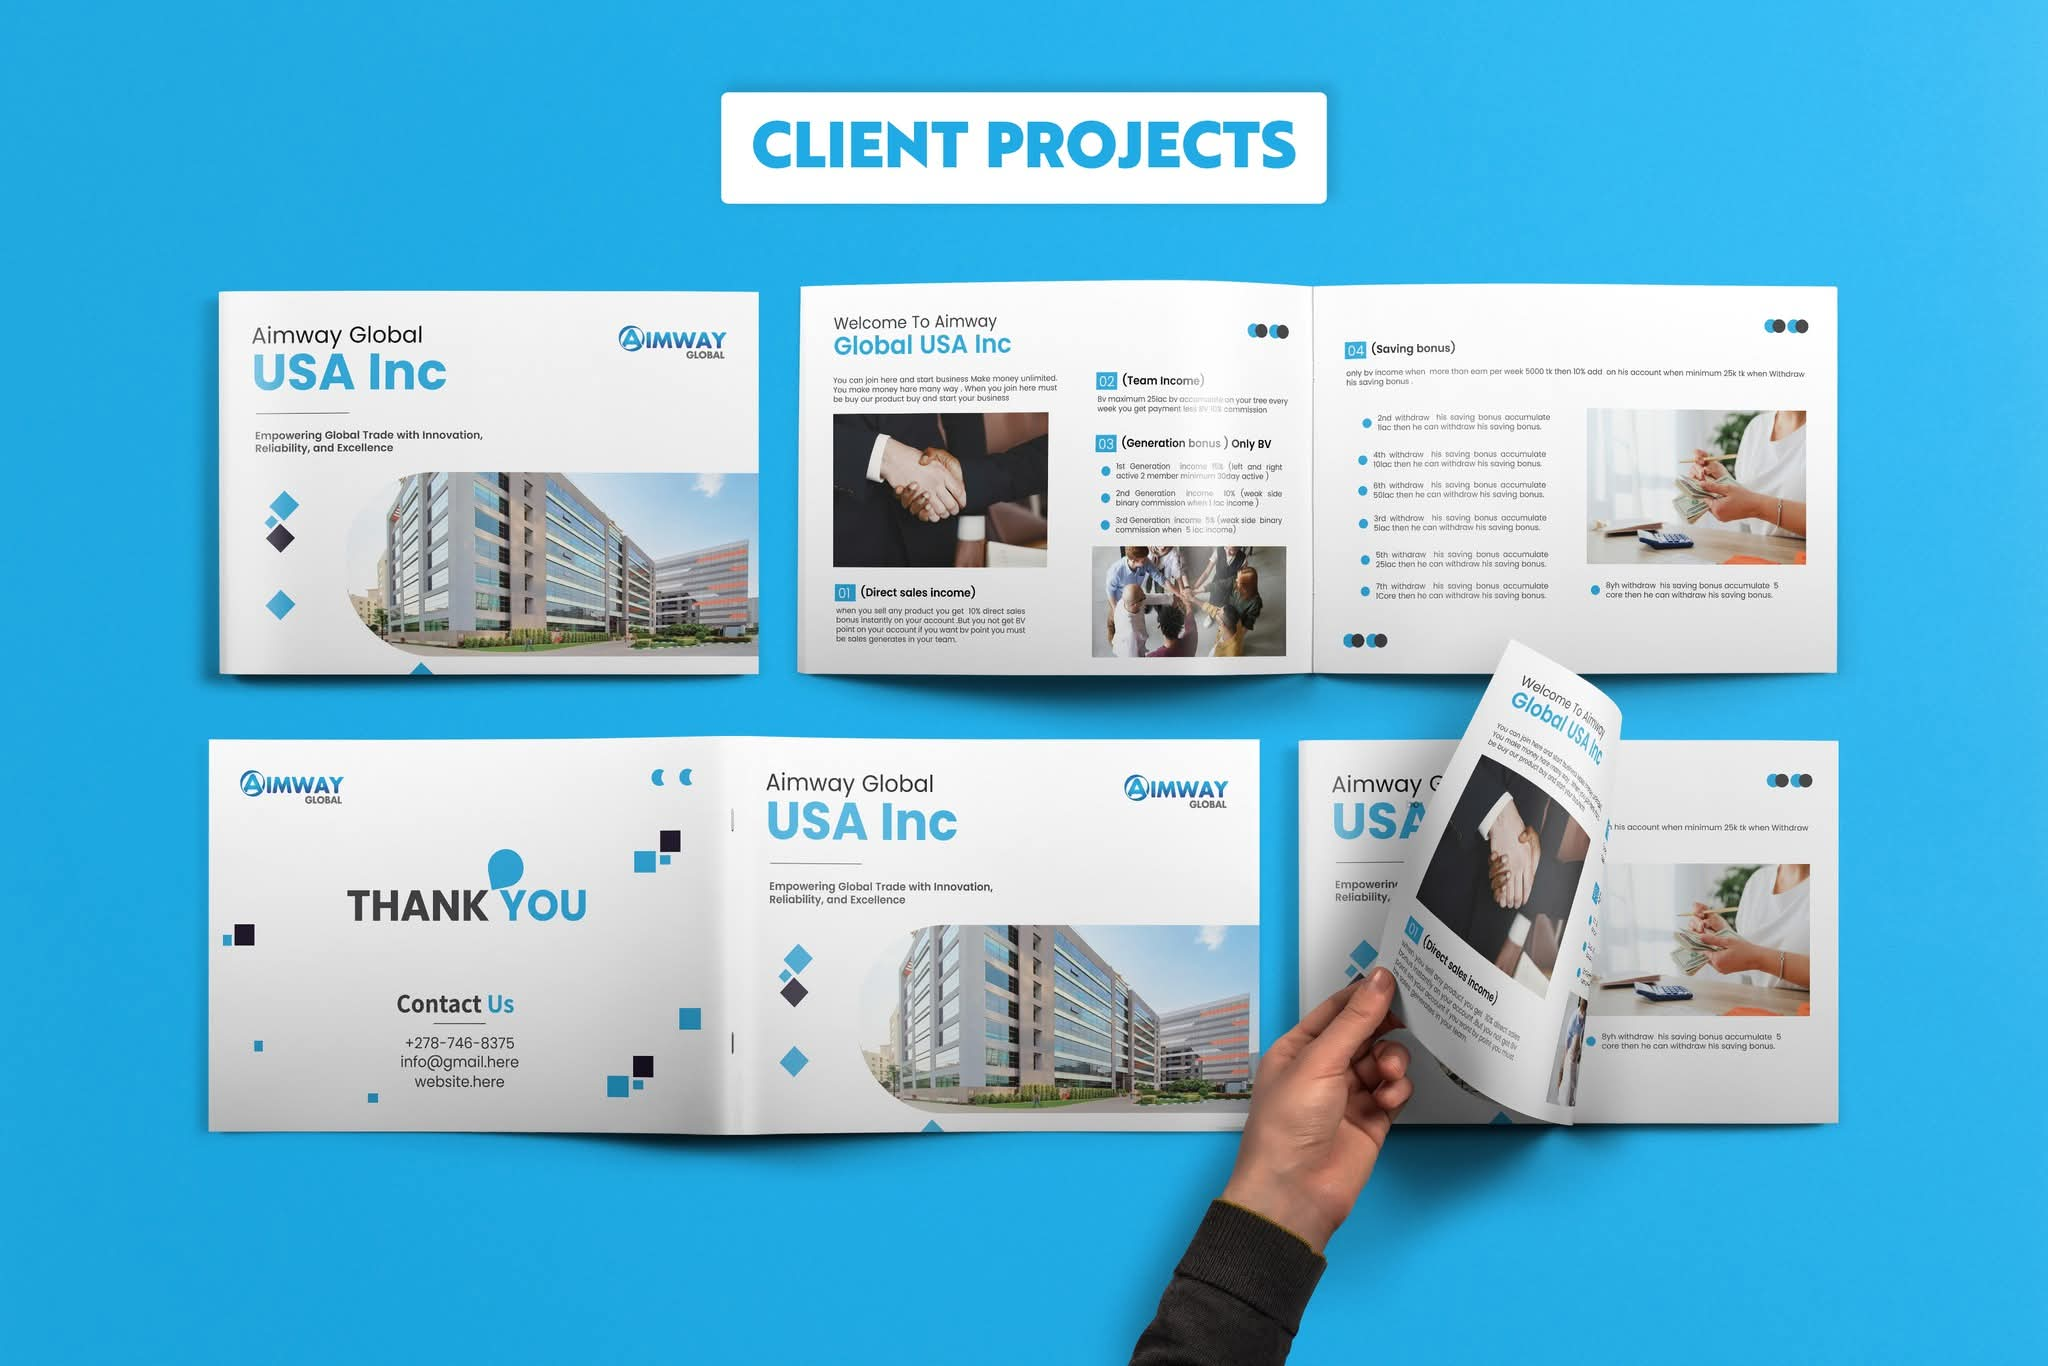 CLIENT PROJECTS
Aimway Global
USA Inc
AIMWAY
GLOBAL
Empowering Global Trade with Innovation,
Reliability, and Excellence
Welcome To Aimway
Global USA Inc
You can join here and start business Make money unlimited.
You make money hare many way . When you join here must
be buy our product buy and start your business
01 (Direct sales income)
when you sell any product you get 10% direct sales
bonus instantly on your account .But you not get BV
point on your account if you want bv point you must
be sales generates in your team.
02 (Team Income)
Bv maximum 25lac bv accumulate on your tree every
week you get payment less BV 10% commission
03 (Generation bonus ) Only BV
1st Generation income 15% (left and right
active 2 member minimum 30day active )
2nd Generation income 10% (weak side
binary commission when 1 lac income )
3rd Generation income 5% (weak side binary
commission when 5 lac income)
04 (Saving bonus)
only bv income when more than earn per week 5000 tk then 10% add on his account when minimum 25k tk when Withdraw
his saving bonus .
2nd withdraw his saving bonus accumulate
1lac then he can withdraw his saving bonus.
4th withdraw his saving bonus accumulate
10lac then he can withdraw his saving bonus.
6th withdraw his saving bonus accumulate
50lac then he can withdraw his saving bonus.
3rd withdraw his saving bonus accumulate
5lac then he can withdraw his saving bonus.
5th withdraw his saving bonus accumulate
25lac then he can withdraw his saving bonus.
7th withdraw his saving bonus accumulate
1Core then he can withdraw his saving bonus.
8yh withdraw his saving bonus accumulate 5
core then he can withdraw his saving bonus.
AIMWAY
GLOBAL
THANK YOU
Contact Us
+278-746-8375
info@gmail.here
website.here
Aimway Global
USA Inc
AIMWAY
GLOBAL
Empowering Global Trade with Innovation,
Reliability, and Excellence
Aimway G
USA
Empowerin
Reliability,
Welcome To Aimway
Global USA Inc
You can join here and start business
You make money hare many way
be buy our product buy and start your business
01 (Direct sales income)
when you sell any product you get 10% direct sales
bonus instantly on your account .But you not get BV
point on your account if you want bv point you must
be sales generates in your team.
his account when minimum 25k tk when Withdraw
8yh withdraw his saving bonus accumulate 5
core then he can withdraw his saving bonus.